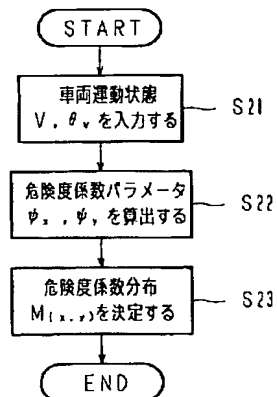 START
車両運動状態
V, θv を入力する
S21
危険度係数パラメータ
ψx, ψy を算出する
S22
危険度係数分布
M(x,y)を決定する
S23
END